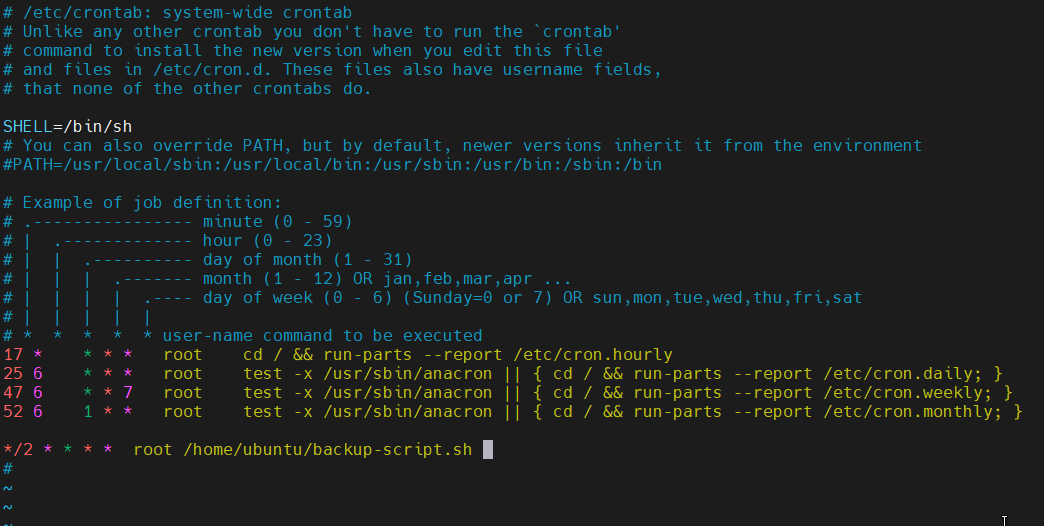 # /etc/crontab: system-wide crontab
# Unlike any other crontab you don't have to run the `crontab'
# command to install the new version when you edit this file
# and files in /etc/cron.d. These files also have username fields,
# that none of the other crontabs do.

SHELL=/bin/sh
# You can also override PATH, but by default, newer versions inherit it from the environment
#PATH=/usr/local/sbin:/usr/local/bin:/usr/sbin:/usr/bin:/sbin:/bin

# Example of job definition:
# .---------------- minute (0 - 59)
# |  .------------- hour (0 - 23)
# |  |  .---------- day of month (1 - 31)
# |  |  |  .------- month (1 - 12) OR jan,feb,mar,apr ...
# |  |  |  |  .---- day of week (0 - 6) (Sunday=0 or 7) OR sun,mon,tue,wed,thu,fri,sat
# |  |  |  |  |
# *  *  *  *  * user-name command to be executed
17 *    * * *   root    cd / && run-parts --report /etc/cron.hourly
25 6    * * *   root    test -x /usr/sbin/anacron || { cd / && run-parts --report /etc/cron.daily; }
47 6    * * 7   root    test -x /usr/sbin/anacron || { cd / && run-parts --report /etc/cron.weekly; }
52 6    1 * *   root    test -x /usr/sbin/anacron || { cd / && run-parts --report /etc/cron.monthly; }

*/2 * * * *  root /home/ubuntu/backup-script.sh
#
~
~
~